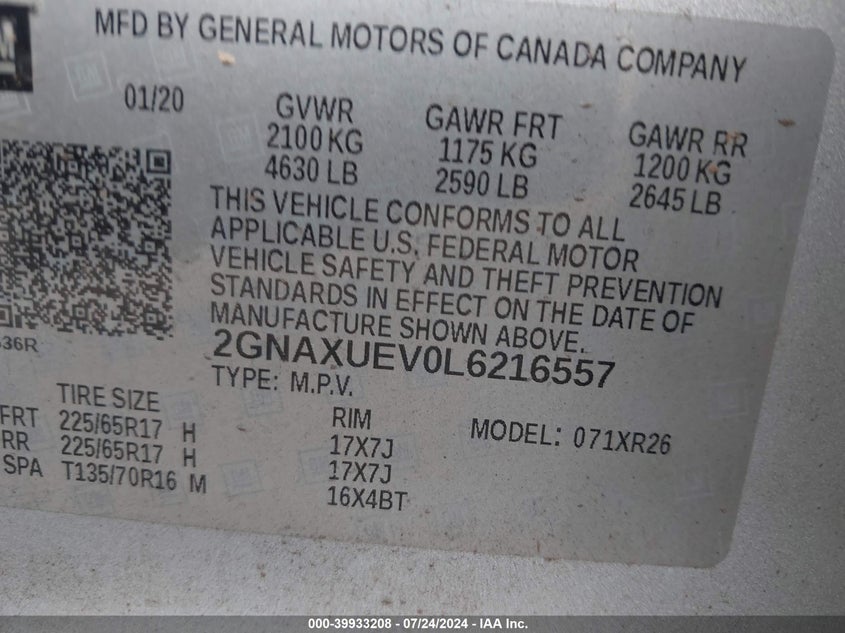 GM
MFD BY GENERAL MOTORS OF CANADA COMPANY
01/20
GVWR
2100 KG
4630 LB
GAWR FRT
1175 KG
2590 LB
GAWR RR
1200 KG
2645 LB
THIS VEHICLE CONFORMS TO ALL
APPLICABLE U.S. FEDERAL MOTOR
VEHICLE SAFETY AND THEFT PREVENTION
STANDARDS IN EFFECT ON THE DATE OF
MANUFACTURE SHOWN ABOVE.
36R
2GNAXUEV0L6216557
TYPE: M.P.V.
TIRE SIZE
FRT 225/65R17 H
RR 225/65R17 H
SPA T135/70R16 M
RIM
17X7J
17X7J
16X4BT
MODEL: 071XR26
000-39933208 - 07/24/2024 - IAA Inc.